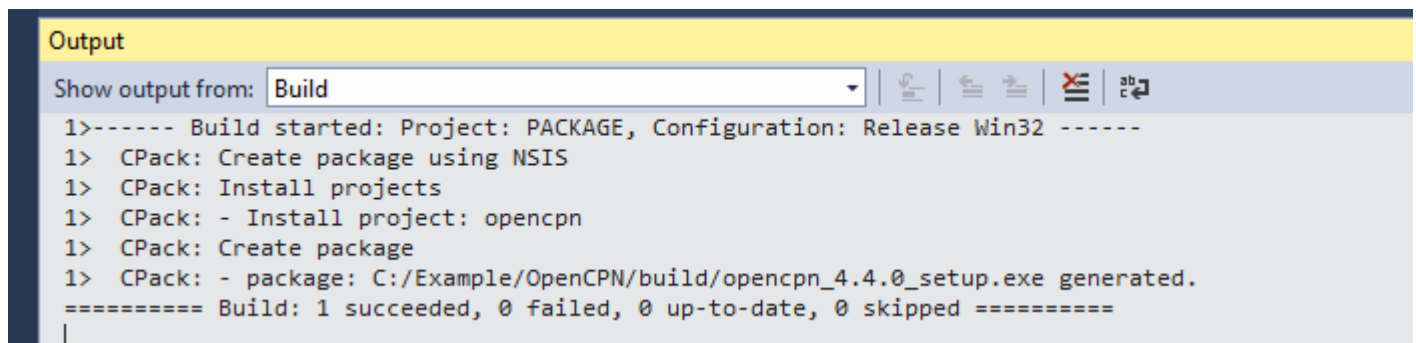 Output
Show output from: Build
1>------ Build started: Project: PACKAGE, Configuration: Release Win32 ------
1>  CPack: Create package using NSIS
1>  CPack: Install projects
1>  CPack: - Install project: opencpn
1>  CPack: Create package
1>  CPack: - package: C:/Example/OpenCPN/build/opencpn_4.4.0_setup.exe generated.
========== Build: 1 succeeded, 0 failed, 0 up-to-date, 0 skipped ==========